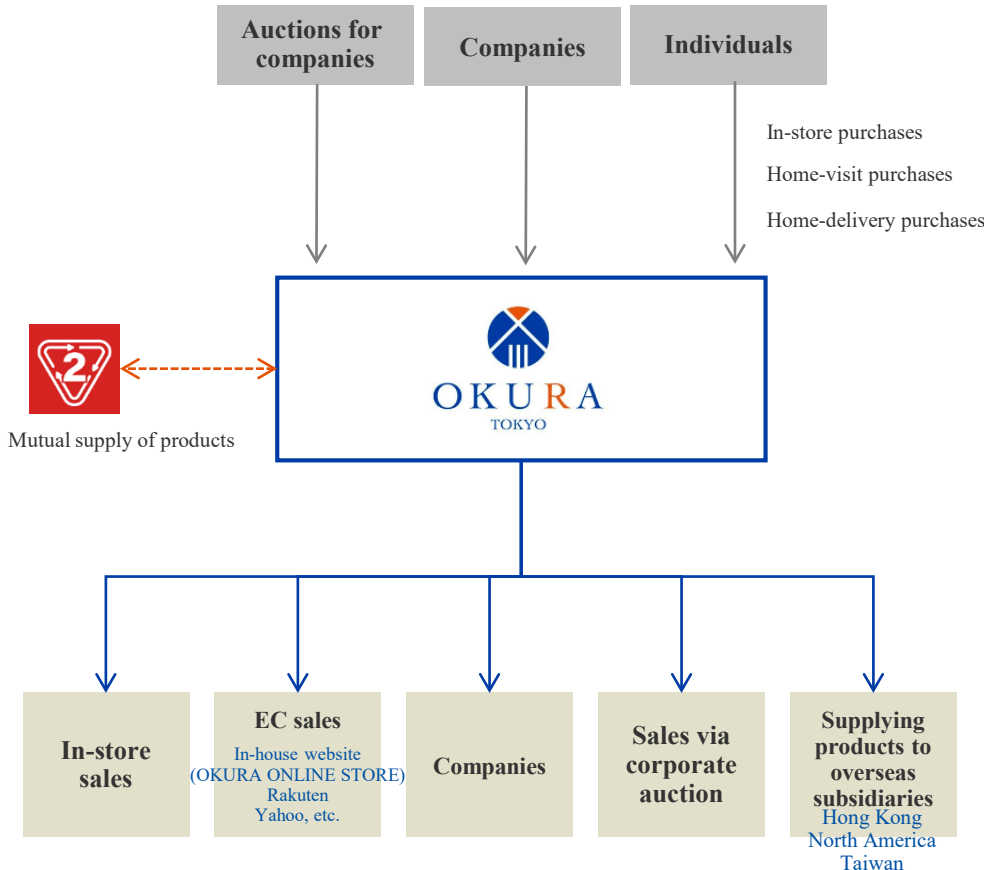 Auctions for
companies
Companies
Individuals
In-store purchases
Home-visit purchases
Home-delivery purchases
2
Mutual supply of products
OKURA
TOKYO
In-store
sales
EC sales
In-house website
(OKURA ONLINE STORE)
Rakuten
Yahoo, etc.
Companies
Sales via
corporate
auction
Supplying
products to
overseas
subsidiaries
Hong Kong
North America
Taiwan